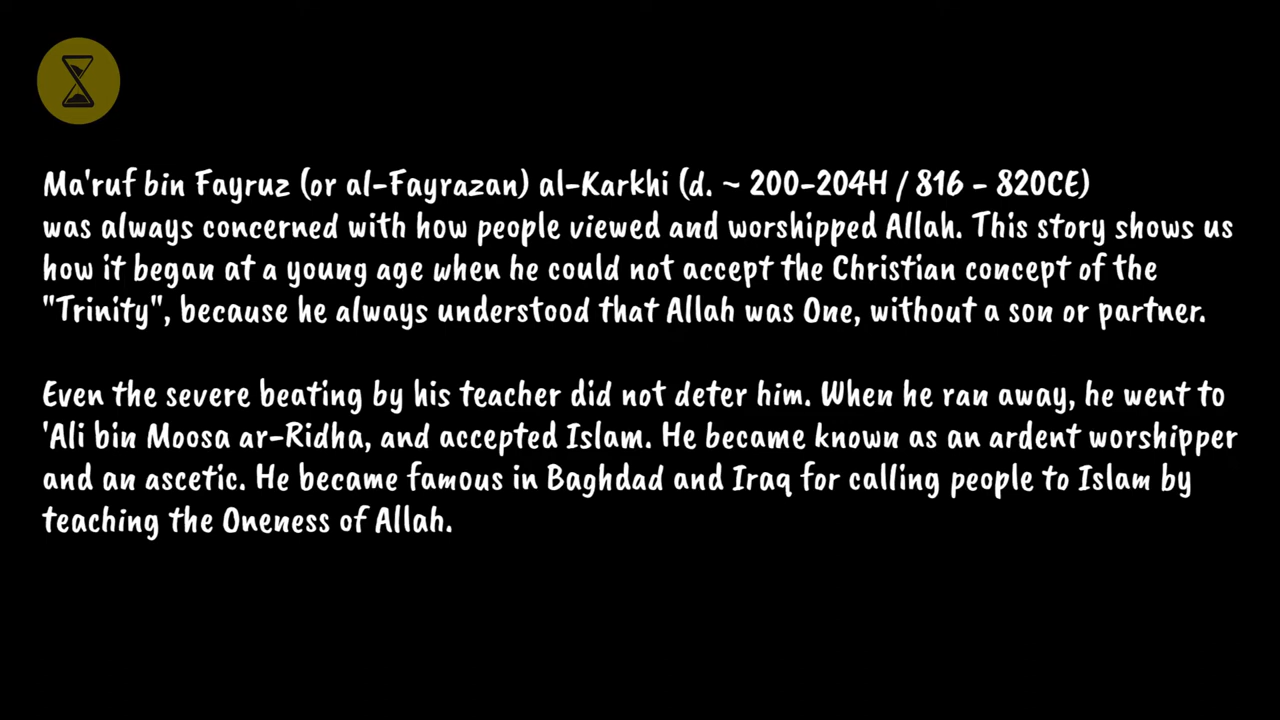 Ma'ruf bin Fayruz (or al-Fayrazan) al-Karkhi (d. ~ 200-204H / 816 - 820CE)
was always concerned with how people viewed and worshipped Allah. This story shows us
how it began at a young age when he could not accept the Christian concept of the
"Trinity", because he always understood that Allah was One, without a son or partner.
Even the severe beating by his teacher did not deter him. When he ran away, he went to
'Ali bin Moosa ar-Ridha, and accepted Islam. He became known as an ardent worshipper
and an ascetic. He became famous in Baghdad and Iraq for calling people to Islam by
teaching the Oneness of Allah.